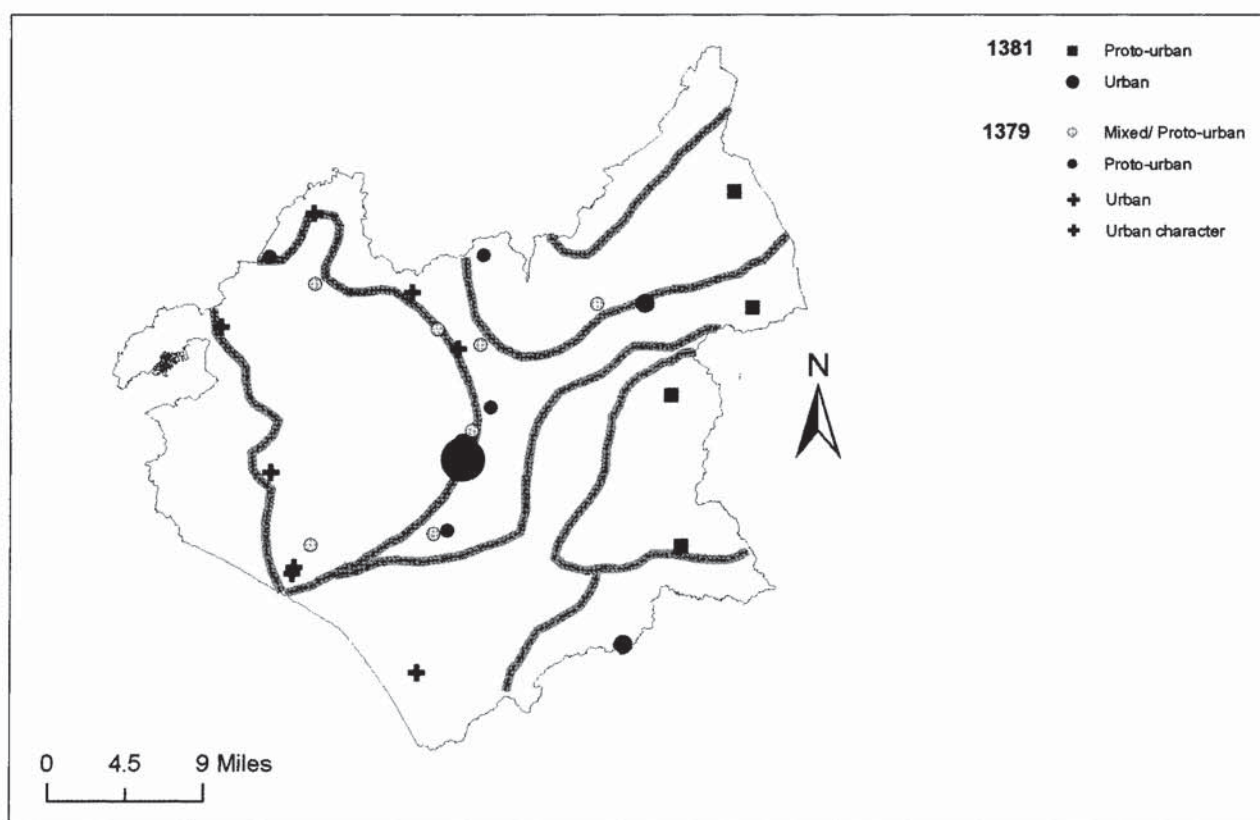 1381 Proto-urban
Urban
1379 Mixed/ Proto-urban
Proto-urban
Urban
Urban character
N
0 4.5 9 Miles